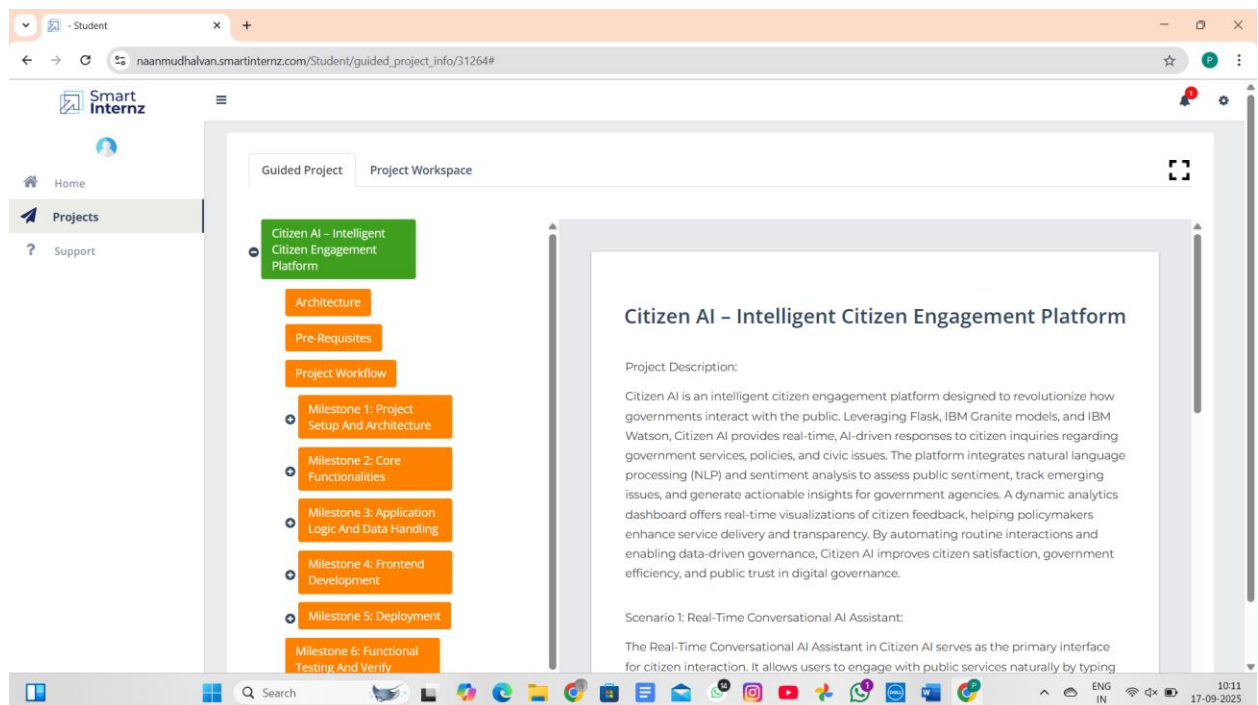 - Student
naanmudhalvan.smartinternz.com/Student/guided_project_info/31264#
P
Smart
Internz
1
Home
Projects
Support
Guided Project
Project Workspace
Citizen AI – Intelligent
Citizen Engagement
Platform
Architecture
Pre-Requisites
Project Workflow
Milestone 1: Project
Setup And Architecture
Milestone 2: Core
Functionalities
Milestone 3: Application
Logic And Data Handling
Milestone 4: Frontend
Development
Milestone 5: Deployment
Milestone 6: Functional
Testing And Verify
Citizen AI – Intelligent Citizen Engagement Platform
Project Description:
Citizen AI is an intelligent citizen engagement platform designed to revolutionize how
governments interact with the public. Leveraging Flask, IBM Granite models, and IBM
Watson, Citizen AI provides real-time, AI-driven responses to citizen inquiries regarding
government services, policies, and civic issues. The platform integrates natural language
processing (NLP) and sentiment analysis to assess public sentiment, track emerging
issues, and generate actionable insights for government agencies. A dynamic analytics
dashboard offers real-time visualizations of citizen feedback, helping policymakers
enhance service delivery and transparency. By automating routine interactions and
enabling data-driven governance, Citizen AI improves citizen satisfaction, government
efficiency, and public trust in digital governance.
Scenario 1: Real-Time Conversational AI Assistant:
The Real-Time Conversational AI Assistant in Citizen AI serves as the primary interface
for citizen interaction. It allows users to engage with public services naturally by typing
Search
ENG
IN
10:11
17-09-2025